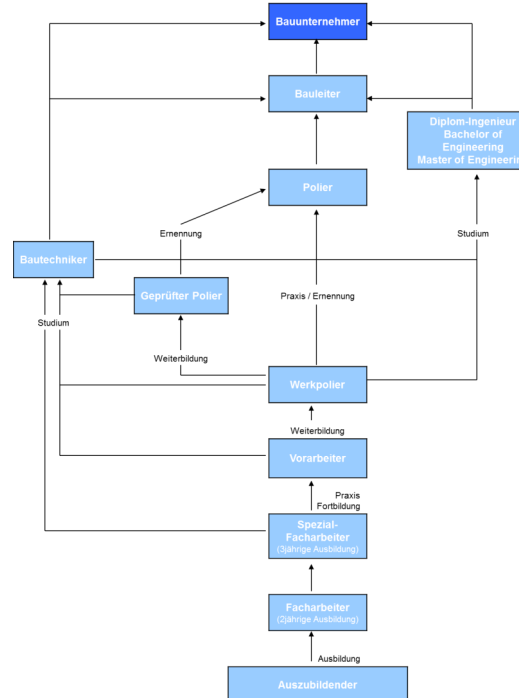 Bauunternehmer
Bauleiter
Diplom-Ingenieur
Bachelor of
Engineering
Master of Engineerin
Polier
Ernennung
Studium
Bautechniker
Geprüfter Polier
Praxis / Ernennung
Studium
Weiterbildung
Werkpolier
Weiterbildung
Vorarbeiter
Praxis
Fortbildung
Spezial-
Facharbeiter
(3jährige Ausbildung)
Facharbeiter
(2jährige Ausbildung)
Ausbildung
Auszubildender